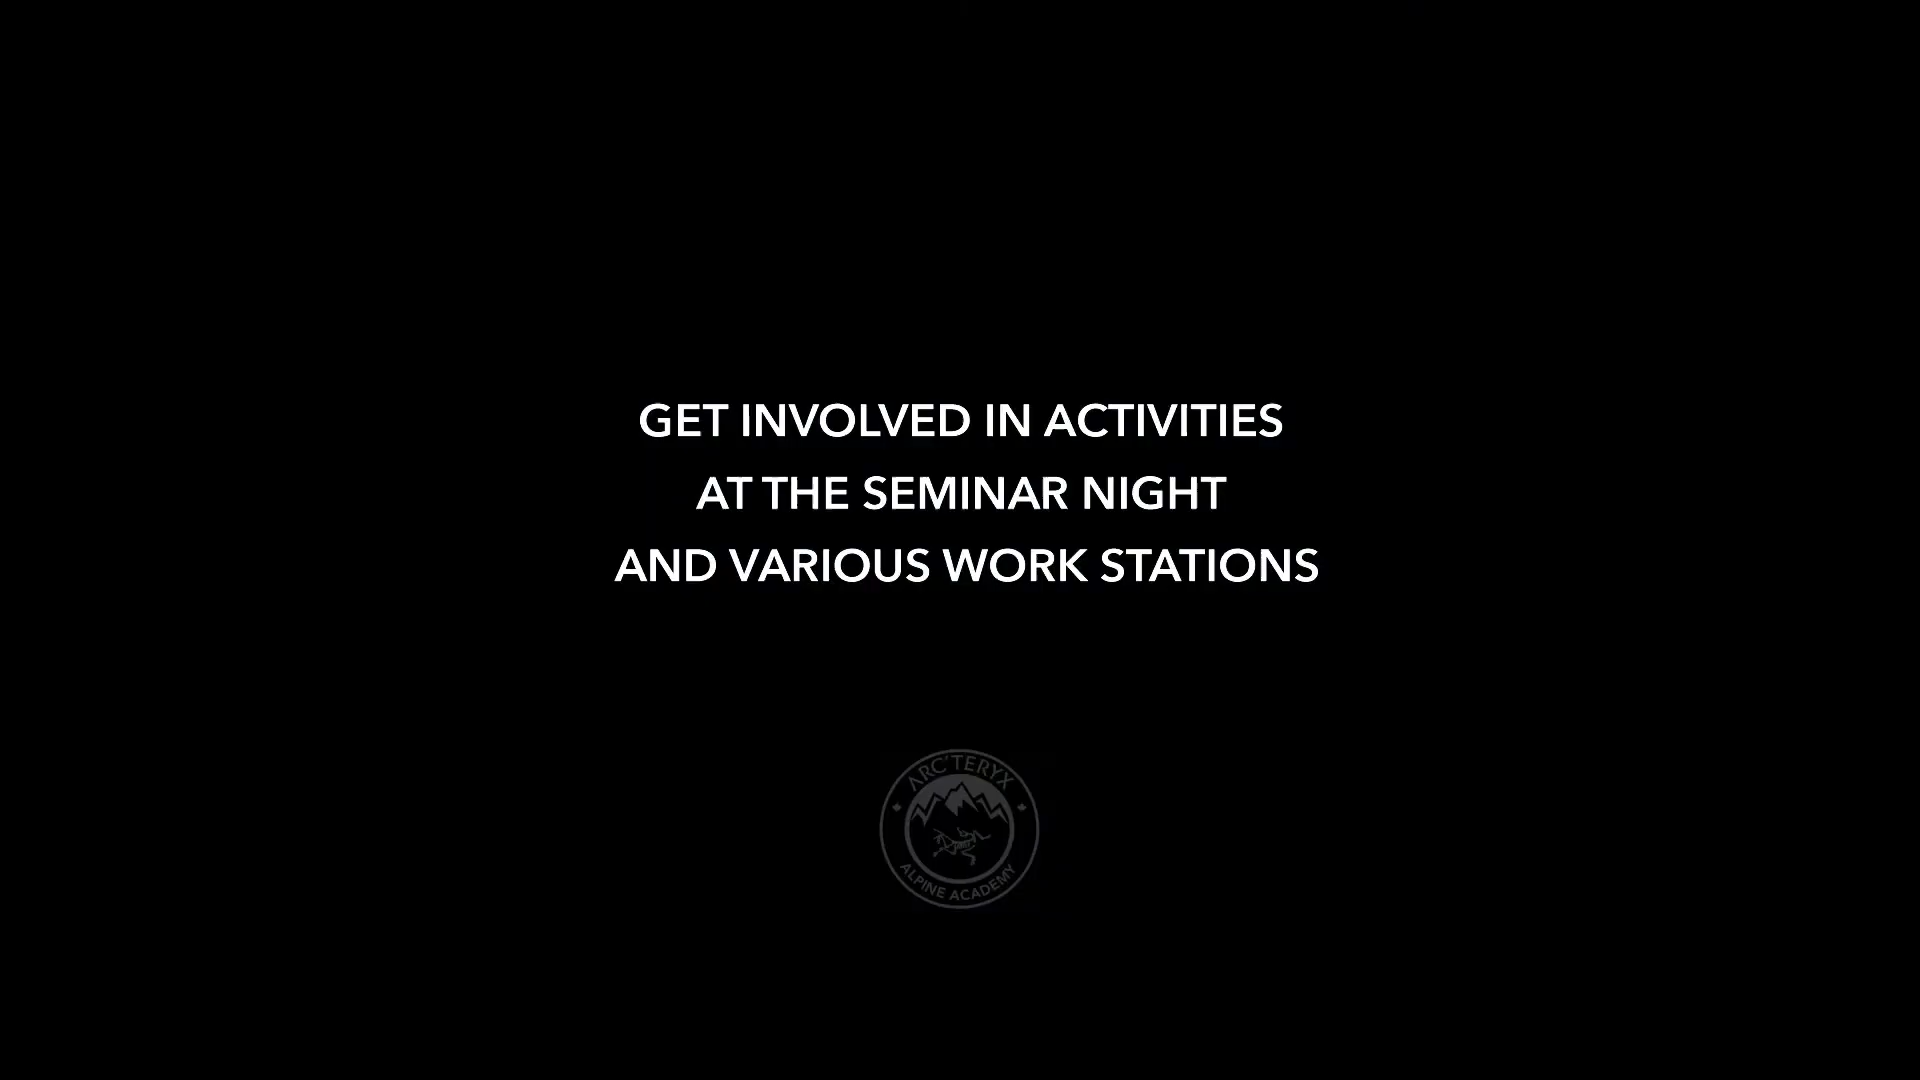 GET INVOLVED IN ACTIVITIES
AT THE SEMINAR NIGHT
AND VARIOUS WORK STATIONS
ARC'TERYX
ALPINE ACADEMY